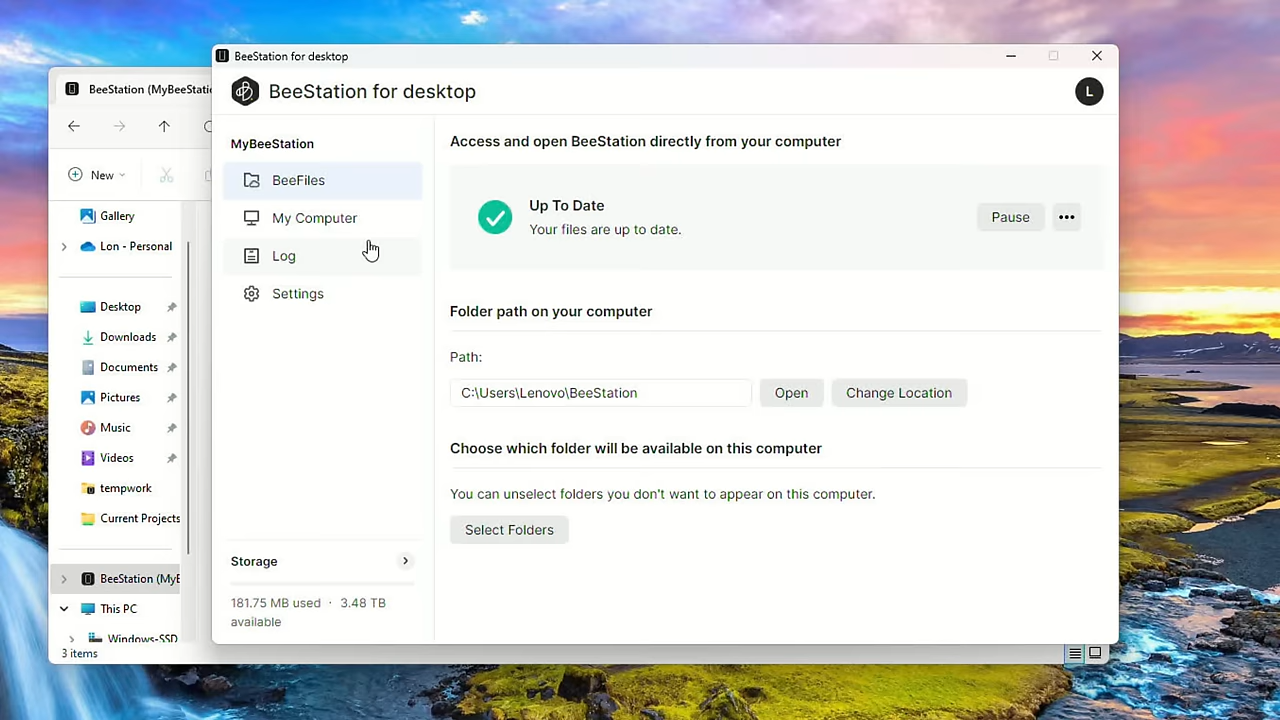 BeeStation for desktop
BeeStation for desktop
L
BeeStation (MyBeeStatio
New
Gallery
Lon - Personal
Desktop
Downloads
Documents
Pictures
Music
Videos
tempwork
Current Projects
BeeStation (MyB
This PC
Windows-SSD
3 items
MyBeeStation
BeeFiles
My Computer
Log
Settings
Storage
181.75 MB used · 3.48 TB
available
Access and open BeeStation directly from your computer
Up To Date
Your files are up to date.
Pause
Folder path on your computer
Path:
C:\Users\Lenovo\BeeStation
Open
Change Location
Choose which folder will be available on this computer
You can unselect folders you don't want to appear on this computer.
Select Folders